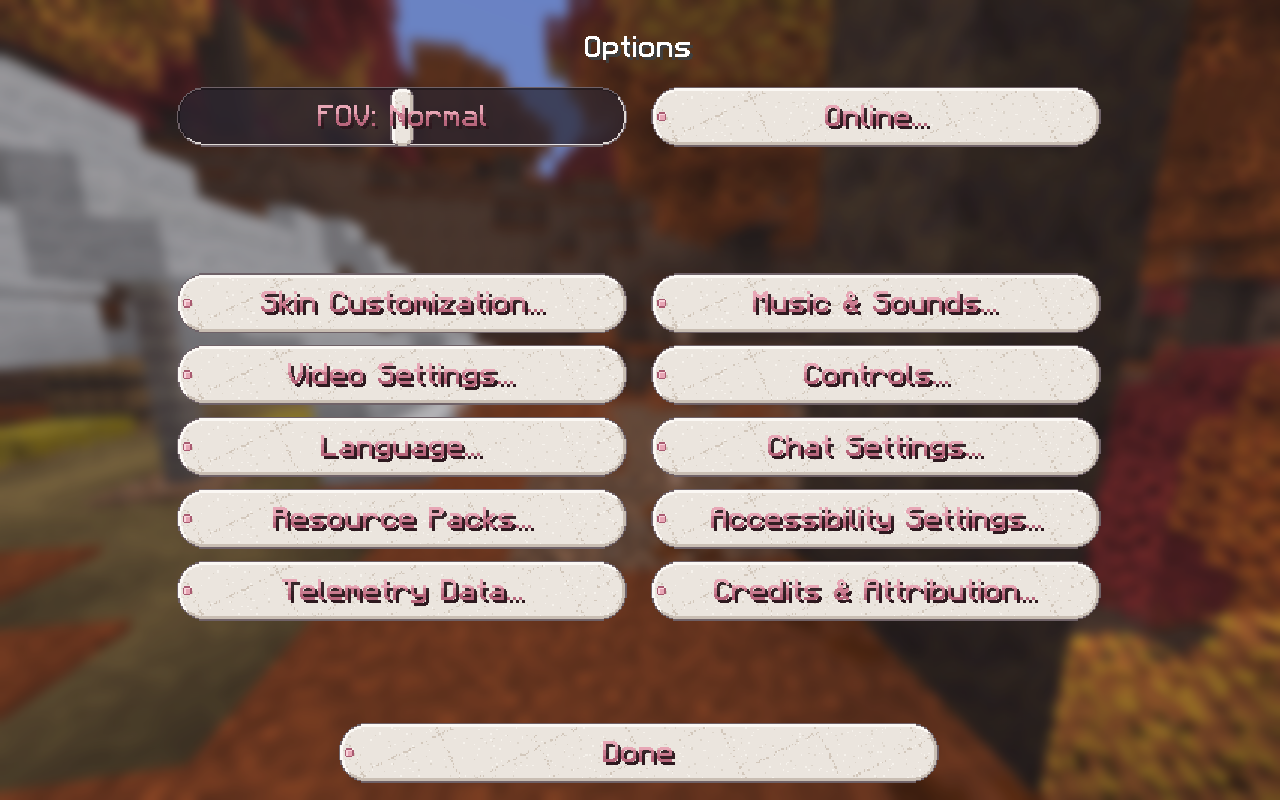 Options
FOV: Normal
Online...
Skin Customization...
Music & Sounds...
Video Settings...
Controls...
Language...
Chat Settings...
Resource Packs...
Accessibility Settings...
Telemetry Data...
Credits & Attribution...
Done